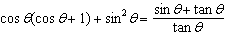 cos θ(cos θ + 1) + sin² θ = (sin θ + tan θ) / (tan θ)